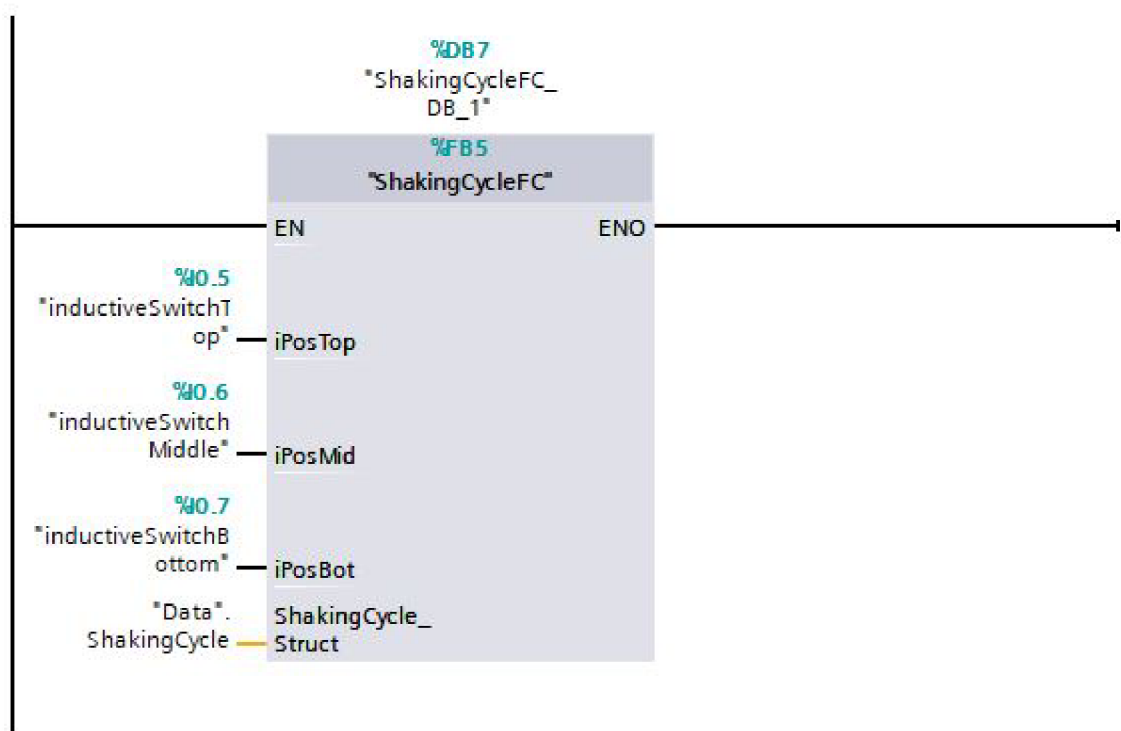 %DB7
"ShakingCycleFC_
DB_1"
%FB5
"ShakingCycleFC"
EN
ENO
%I0.5
"inductiveSwitchT
op"
iPosTop
%I0.6
"inductiveSwitch
Middle"
iPosMid
%I0.7
"inductiveSwitchB
ottom"
iPosBot
"Data".
ShakingCycle
ShakingCycle_
Struct